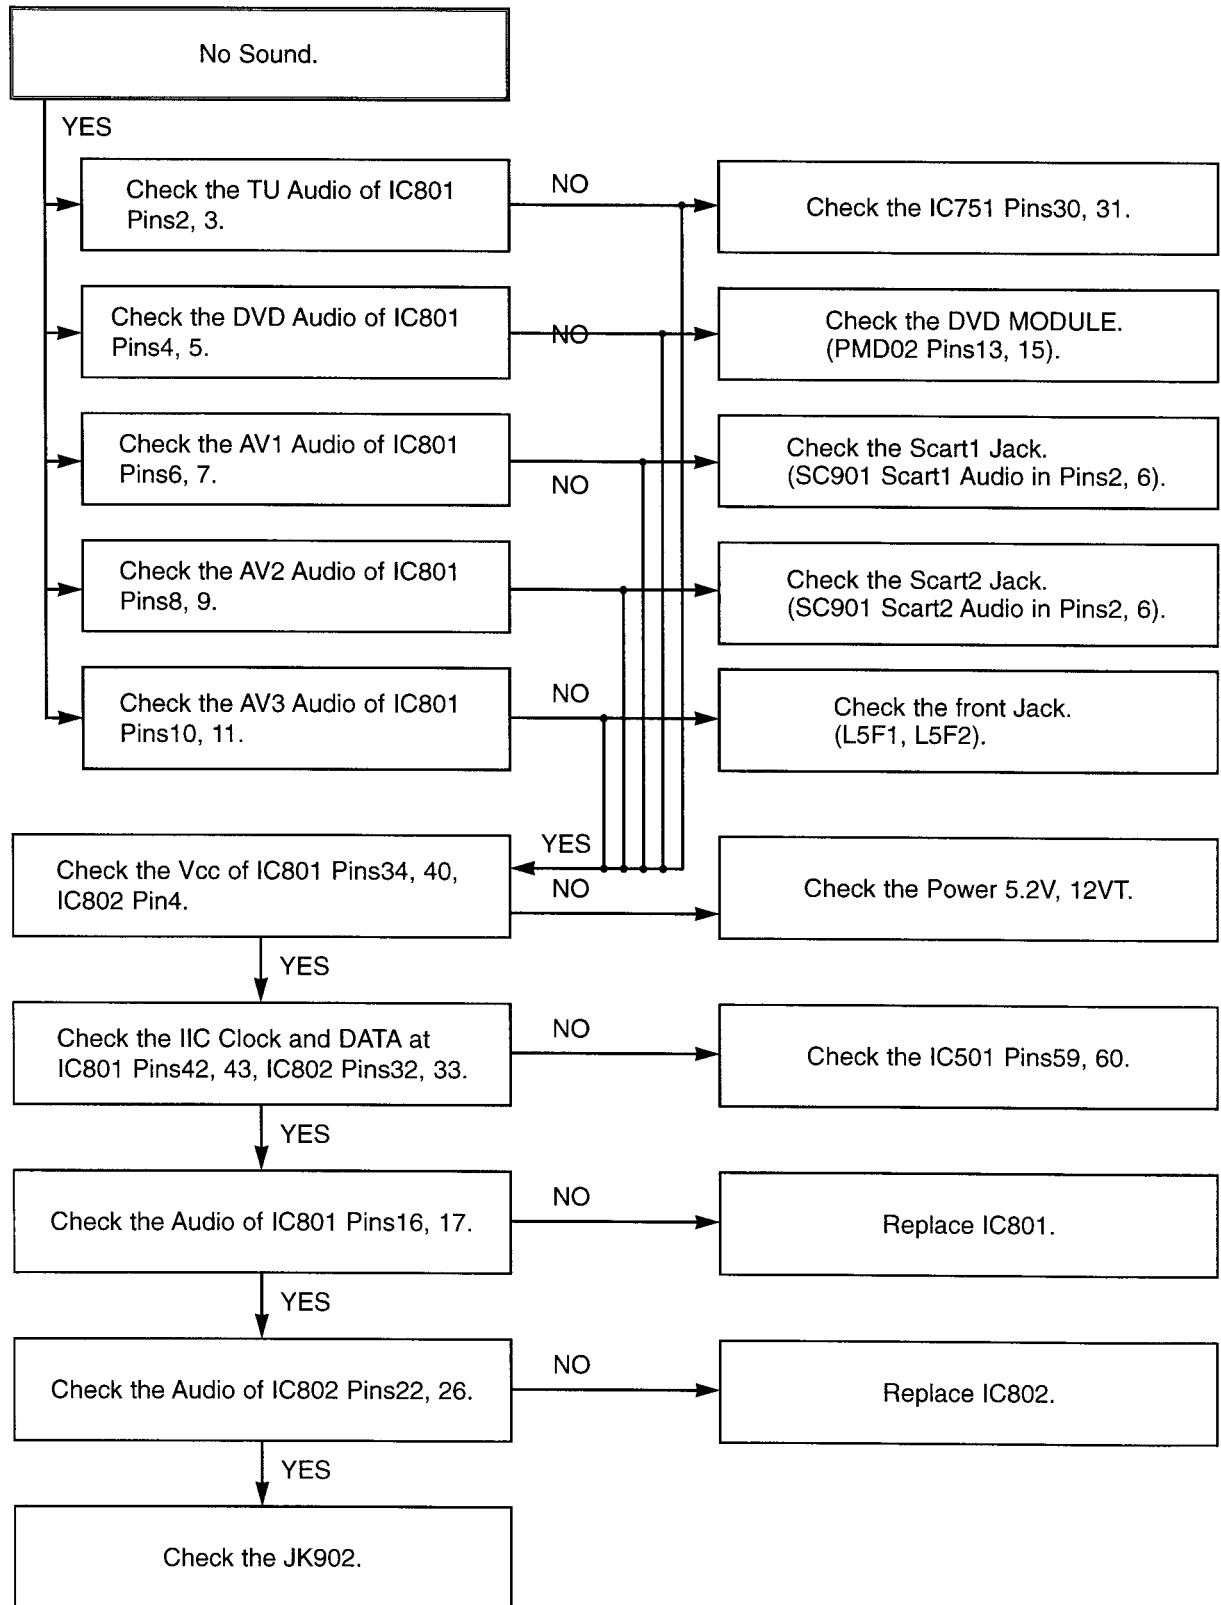 No Sound.
YES
Check the TU Audio of IC801
Pins2, 3.
NO
Check the IC751 Pins30, 31.
Check the DVD Audio of IC801
Pins4, 5.
NO
Check the DVD MODULE.
(PMD02 Pins13, 15).
Check the AV1 Audio of IC801
Pins6, 7.
NO
Check the Scart1 Jack.
(SC901 Scart1 Audio in Pins2, 6).
Check the AV2 Audio of IC801
Pins8, 9.
Check the Scart2 Jack.
(SC901 Scart2 Audio in Pins2, 6).
Check the AV3 Audio of IC801
Pins10, 11.
NO
Check the front Jack.
(L5F1, L5F2).
Check the Vcc of IC801 Pins34, 40,
IC802 Pin4.
YES
NO
Check the Power 5.2V, 12VT.
YES
Check the IIC Clock and DATA at
IC801 Pins42, 43, IC802 Pins32, 33.
NO
Check the IC501 Pins59, 60.
YES
Check the Audio of IC801 Pins16, 17.
NO
Replace IC801.
YES
Check the Audio of IC802 Pins22, 26.
NO
Replace IC802.
YES
Check the JK902.